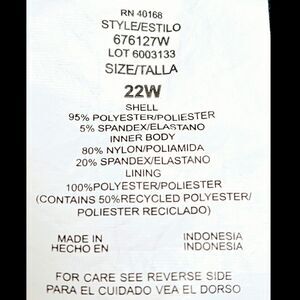 RN 40168
STYLE/ESTILO
676127W
LOT 6003133
SIZE/TALLA
22W
SHELL
95% POLYESTER/POLIESTER
5% SPANDEX/ELASTANO
INNER BODY
80% NYLON/POLIAMIDA
20% SPANDEX/ELASTANO
LINING
100%POLYESTER/POLIESTER
(CONTAINS 50%RECYCLED POLYESTER/
POLIESTER RECICLADO)
MADE IN INDONESIA
HECHO EN INDONESIA
FOR CARE SEE REVERSE SIDE
PARA EL CUIDADO VEA EL DORSO